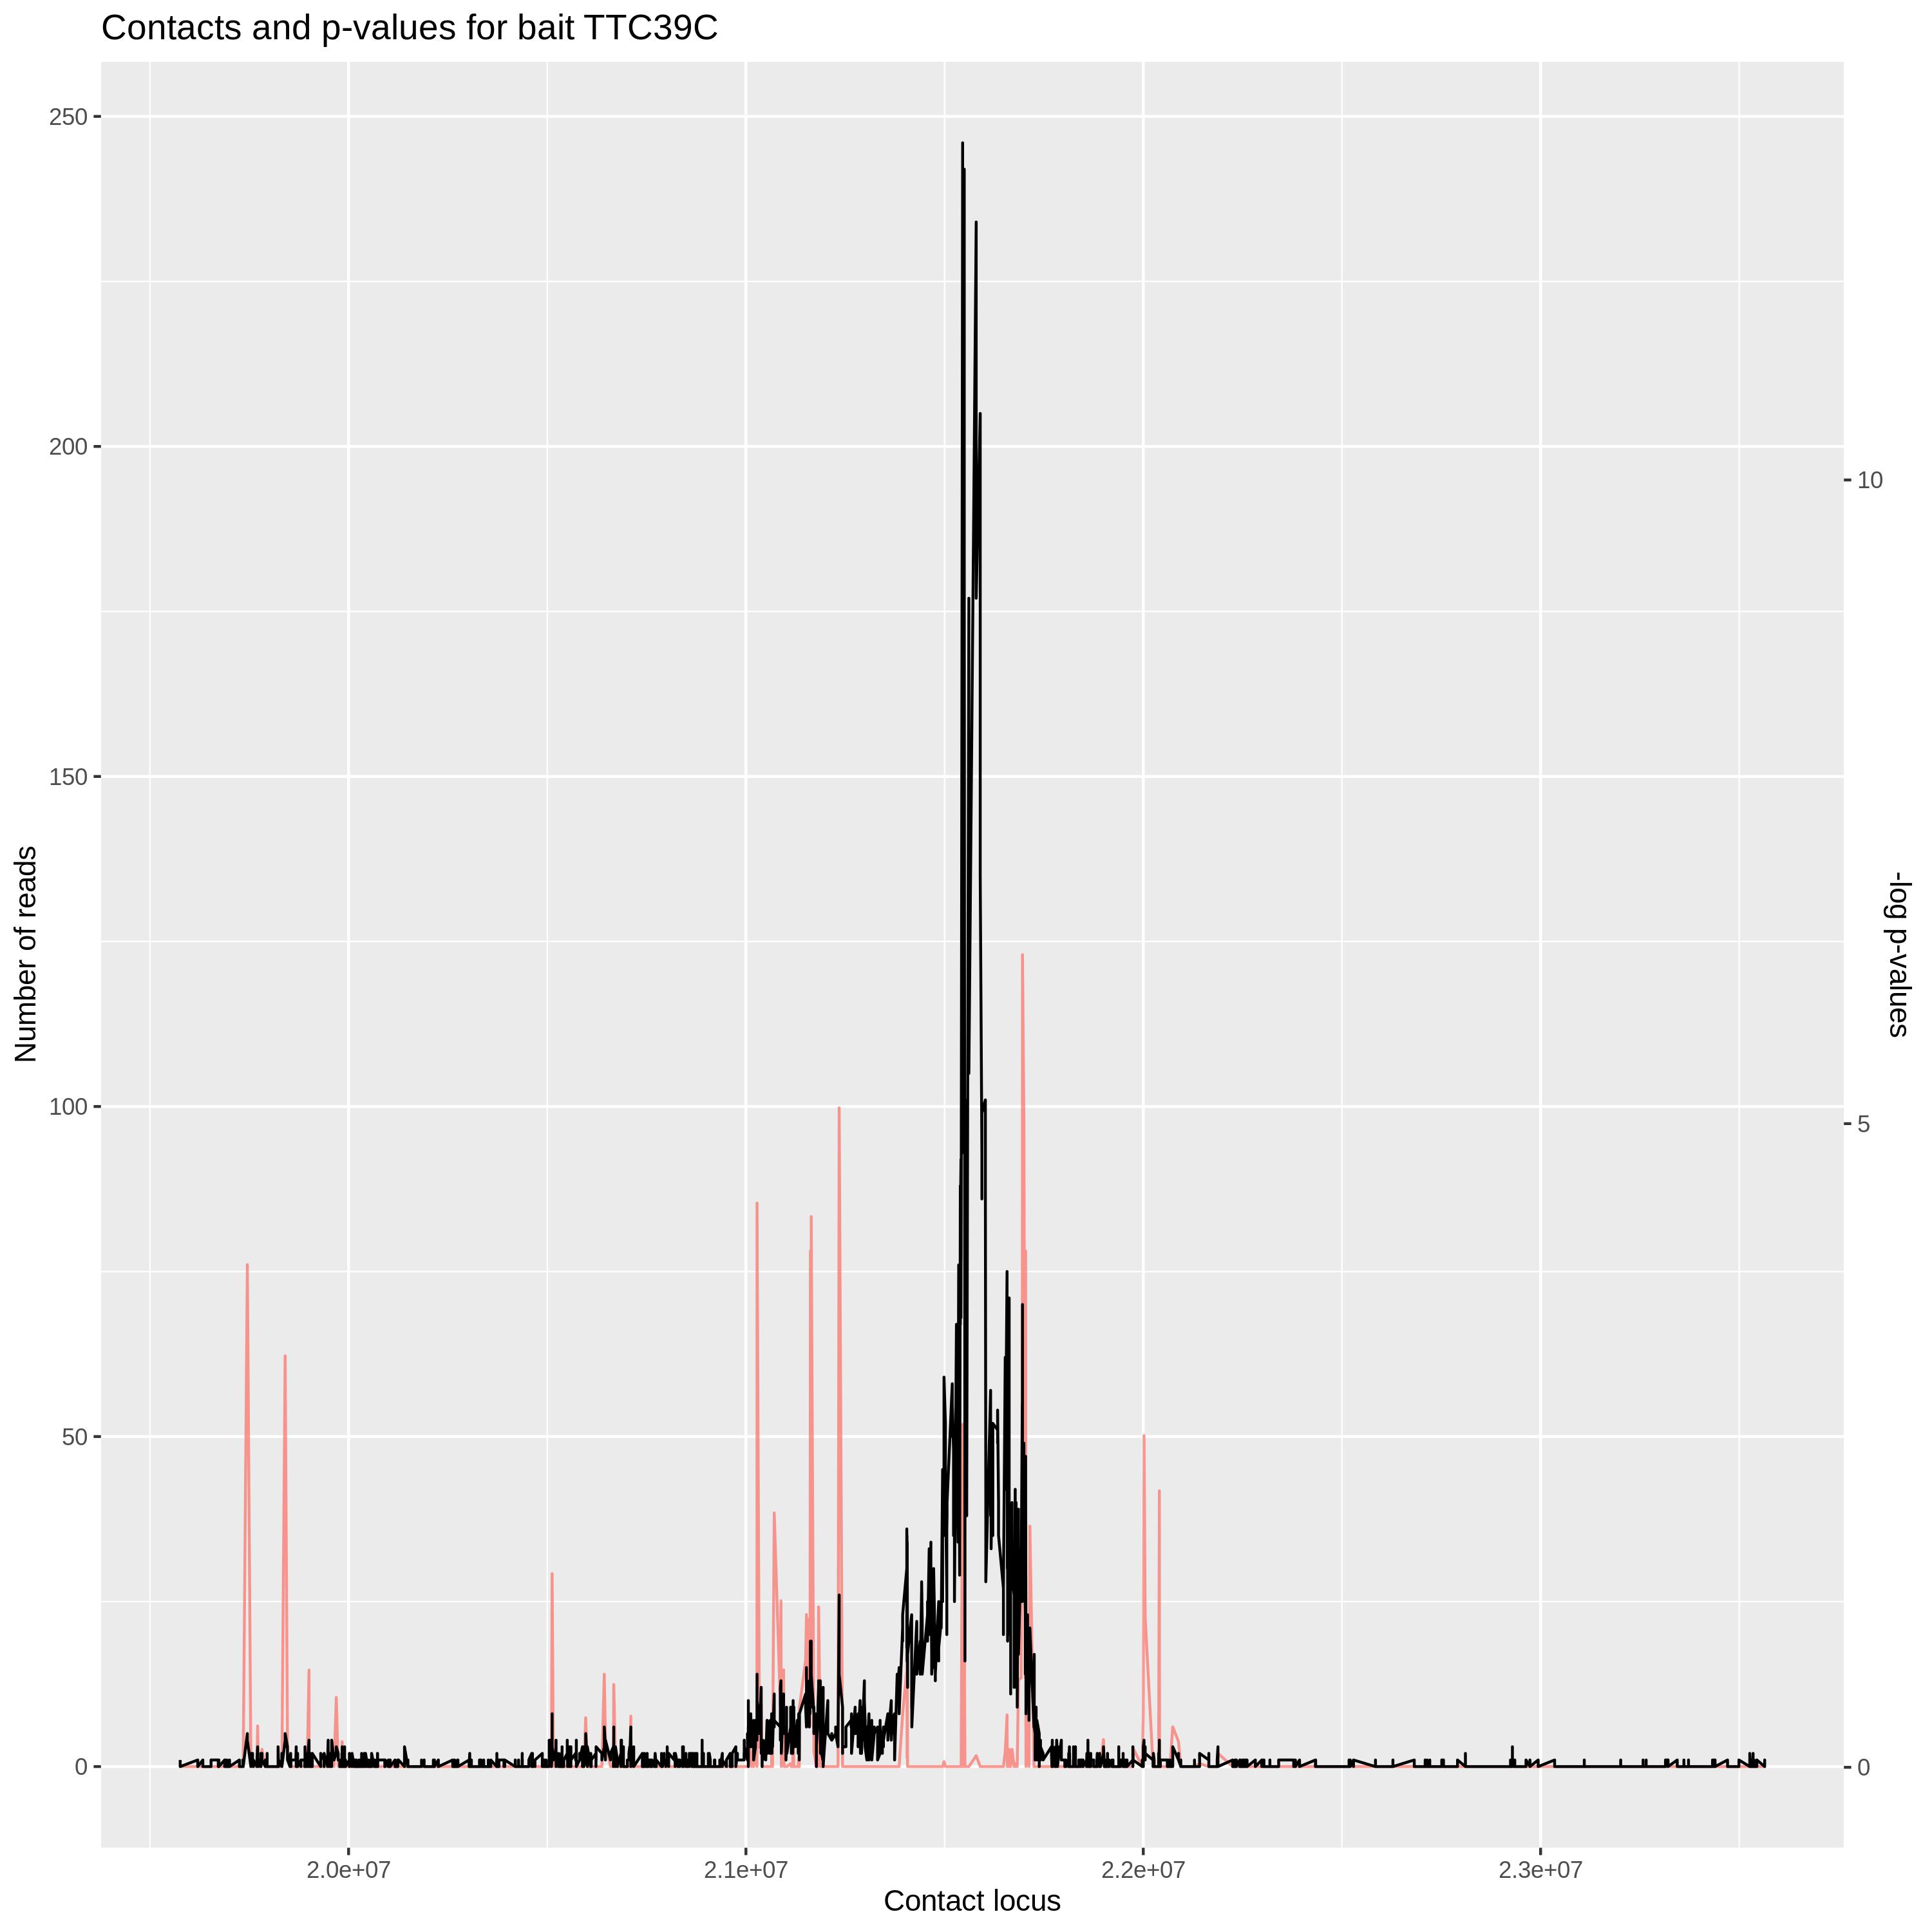 Contacts and p-values for bait TTC39C
250
200
150
100
50
0
Number of reads
10
5
0
-log p-values
2.0e+07
2.1e+07
2.2e+07
2.3e+07
Contact locus